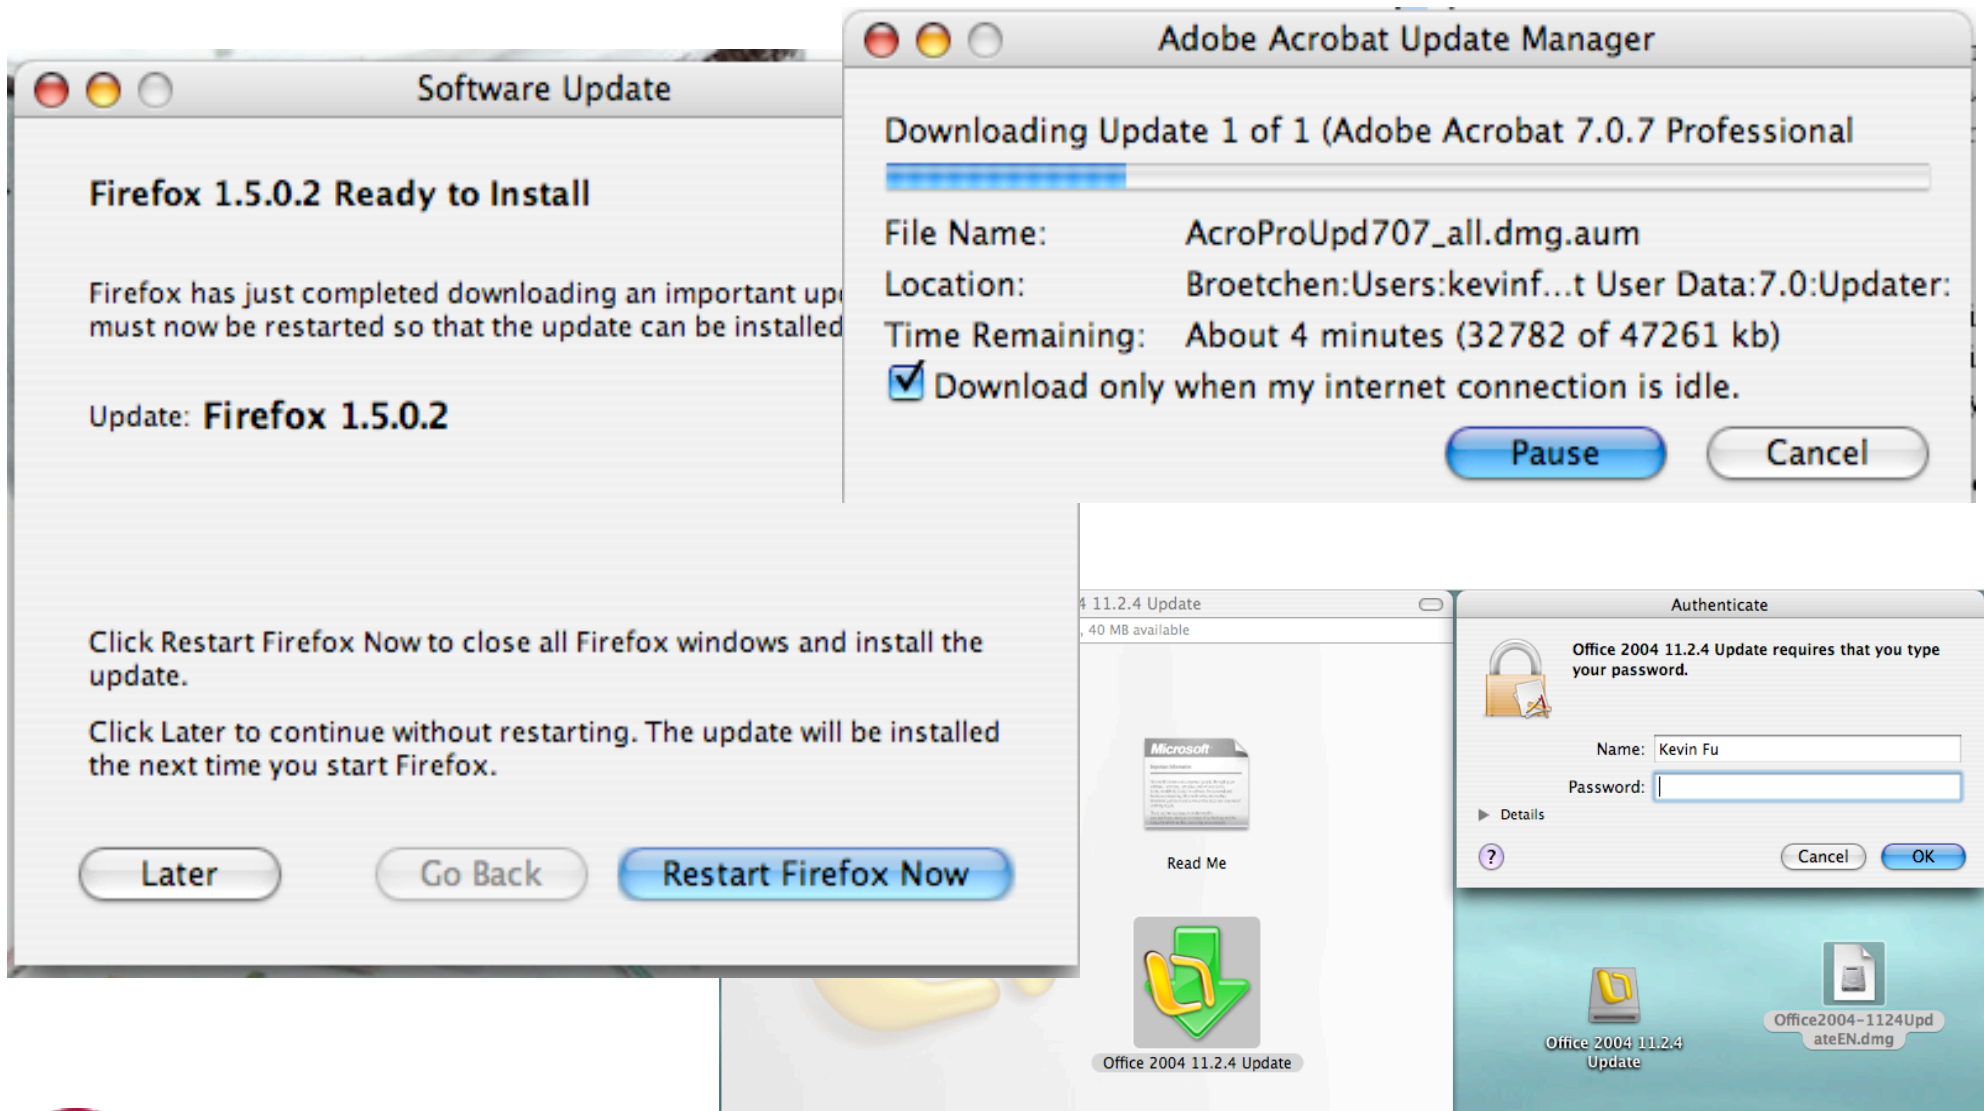 Software Update
Firefox 1.5.0.2 Ready to Install
Firefox has just completed downloading an important
must now be restarted so that the update can be installed
Update: Firefox 1.5.0.2
Click Restart Firefox Now to close all Firefox windows and install the
update.
Click Later to continue without restarting. The update will be installed
the next time you start Firefox.
Later
Go Back
Restart Firefox Now
Adobe Acrobat Update Manager
Downloading Update 1 of 1 (Adobe Acrobat 7.0.7 Professional
File Name: AcroProUpd707_all.dmg.aum
Location: Broetchen:Users:kevinf...t User Data:7.0:Updater:
Time Remaining: About 4 minutes (32782 of 47261 kb)
Download only when my internet connection is idle.
Pause
Cancel
4 11.2.4 Update
, 40 MB available
Microsoft
Read Me
Office 2004 11.2.4 Update
Authenticate
Office 2004 11.2.4 Update requires that you type
your password.
Name: Kevin Fu
Password:
Details
?
Cancel
OK
Office 2004 11.2.4
Update
Office2004-1124Upd
ateEN.dmg